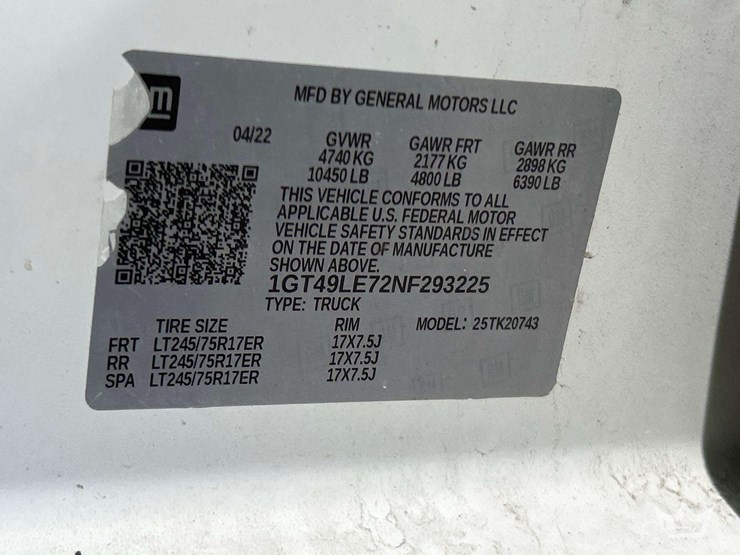 m
MFD BY GENERAL MOTORS LLC
04/22
GVWR GAWR FRT GAWR RR
4740 KG 2177 KG 2898 KG
10450 LB 4800 LB 6390 LB
THIS VEHICLE CONFORMS TO ALL
APPLICABLE U.S. FEDERAL MOTOR
VEHICLE SAFETY STANDARDS IN EFFECT
ON THE DATE OF MANUFACTURE
SHOWN ABOVE.
1GT49LE72NF293225
TYPE: TRUCK
TIRE SIZE RIM MODEL: 25TK20743
FRT LT245/75R17ER 17X7.5J
RR LT245/75R17ER 17X7.5J
SPA LT245/75R17ER 17X7.5J